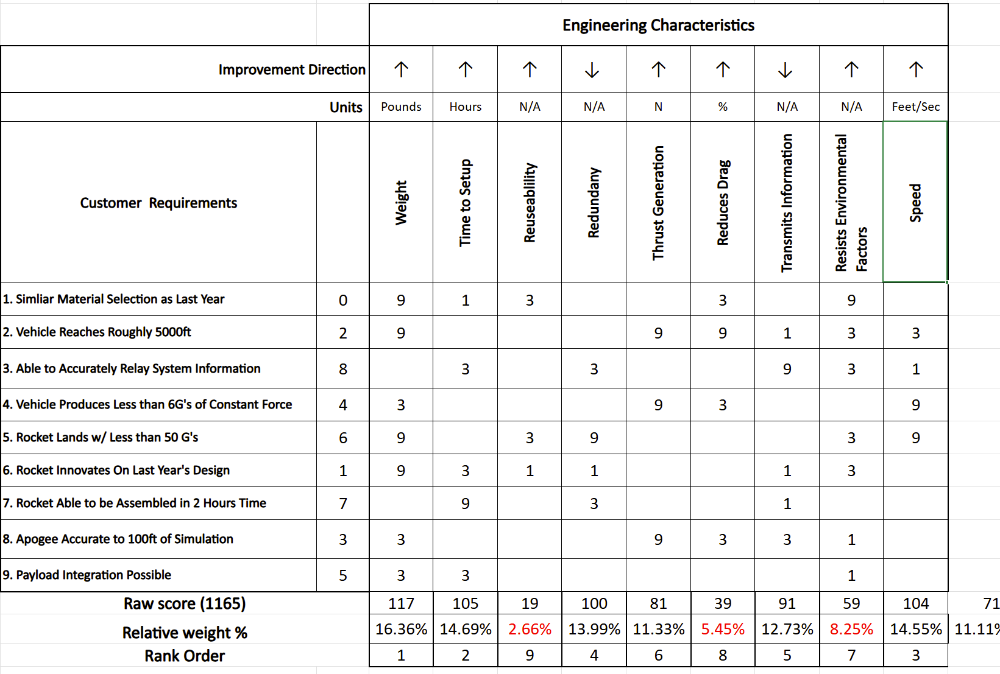 Engineering Characteristics
Improvement Direction ↑ ↑ ↑ ↓ ↑ ↑ ↓ ↑ ↑
Units Pounds Hours N/A N/A N % N/A N/A Feet/Sec
Customer Requirements Weight Time to Setup Reuseablility Redundany Thrust Generation Reduces Drag Transmits Information Resists Environmental Factors Speed
1. Simliar Material Selection as Last Year 0 9 1 3 3 9
2. Vehicle Reaches Roughly 5000ft 2 9 9 9 1 3 3
3. Able to Accurately Relay System Information 8 3 3 9 3 1
4. Vehicle Produces Less than 6G's of Constant Force 4 3 9 3 9
5. Rocket Lands w/ Less than 50 G's 6 9 3 9 3 9
6. Rocket Innovates On Last Year's Design 1 9 3 1 1 1 3
7. Rocket Able to be Assembled in 2 Hours Time 7 9 3 1
8. Apogee Accurate to 100ft of Simulation 3 3 9 3 3 1
9. Payload Integration Possible 5 3 3 1
Raw score (1165) 117 105 19 100 81 39 91 59 104 71
Relative weight % 16.36% 14.69% 2.66% 13.99% 11.33% 5.45% 12.73% 8.25% 14.55% 11.11%
Rank Order 1 2 9 4 6 8 5 7 3